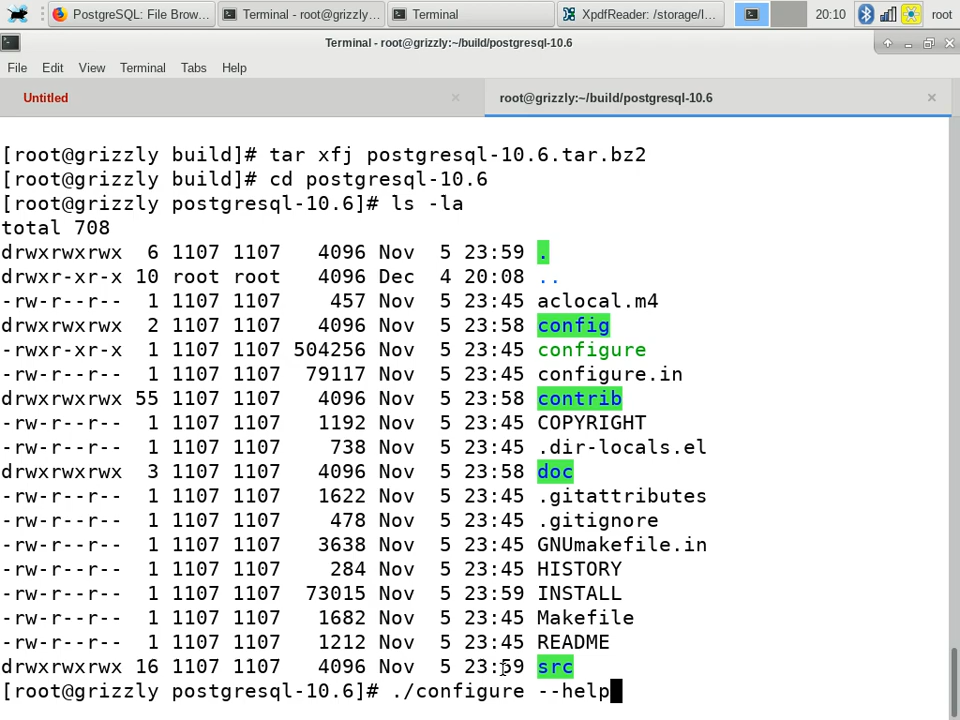 PostgreSQL: File Brow... Terminal - root@grizzly:... Terminal XpdfReader: /storage/l... 20:10 root
Terminal - root@grizzly:~/build/postgresql-10.6
File Edit View Terminal Tabs Help
Untitled root@grizzly:~/build/postgresql-10.6
[root@grizzly build]# tar xfj postgresql-10.6.tar.bz2
[root@grizzly build]# cd postgresql-10.6
[root@grizzly postgresql-10.6]# ls -la
total 708
drwxrwxrwx  6 1107 1107   4096 Nov  5 23:59 .
drwxr-xr-x 10 root root   4096 Dec  4 20:08 ..
-rw-r--r--  1 1107 1107    457 Nov  5 23:45 aclocal.m4
drwxrwxrwx  2 1107 1107   4096 Nov  5 23:58 config
-rwxr-xr-x  1 1107 1107 504256 Nov  5 23:45 configure
-rw-r--r--  1 1107 1107  79117 Nov  5 23:45 configure.in
drwxrwxrwx 55 1107 1107   4096 Nov  5 23:58 contrib
-rw-r--r--  1 1107 1107   1192 Nov  5 23:45 COPYRIGHT
-rw-r--r--  1 1107 1107    738 Nov  5 23:45 .dir-locals.el
drwxrwxrwx  3 1107 1107   4096 Nov  5 23:58 doc
-rw-r--r--  1 1107 1107   1622 Nov  5 23:45 .gitattributes
-rw-r--r--  1 1107 1107    478 Nov  5 23:45 .gitignore
-rw-r--r--  1 1107 1107   3638 Nov  5 23:45 GNUmakefile.in
-rw-r--r--  1 1107 1107    284 Nov  5 23:45 HISTORY
-rw-r--r--  1 1107 1107  73015 Nov  5 23:59 INSTALL
-rw-r--r--  1 1107 1107   1682 Nov  5 23:45 Makefile
-rw-r--r--  1 1107 1107   1212 Nov  5 23:45 README
drwxrwxrwx 16 1107 1107   4096 Nov  5 23:59 src
[root@grizzly postgresql-10.6]# ./configure --help